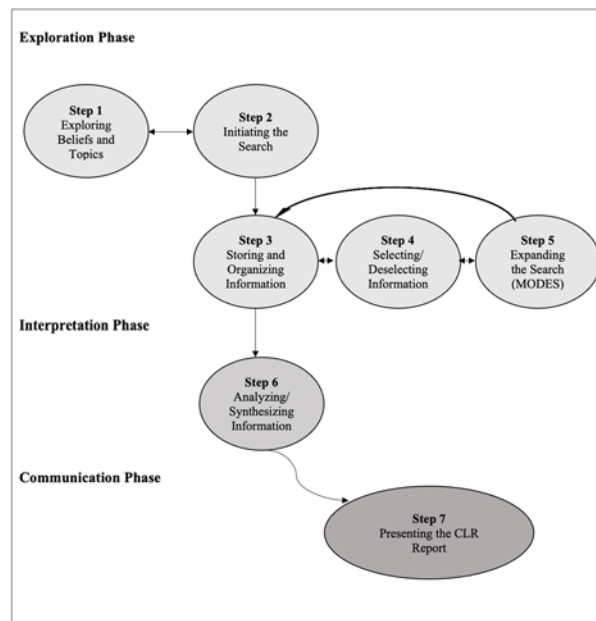 Exploration Phase
Step 1
Exploring
Beliefs and
Topics
Step 2
Initiating the
Search
Step 3
Storing and
Organizing
Information
Step 4
Selecting/
Deselecting
Information
Step 5
Expanding
the Search
(MODES)
Interpretation Phase
Step 6
Analyzing/
Synthesizing
Information
Communication Phase
Step 7
Presenting the CLR
Report